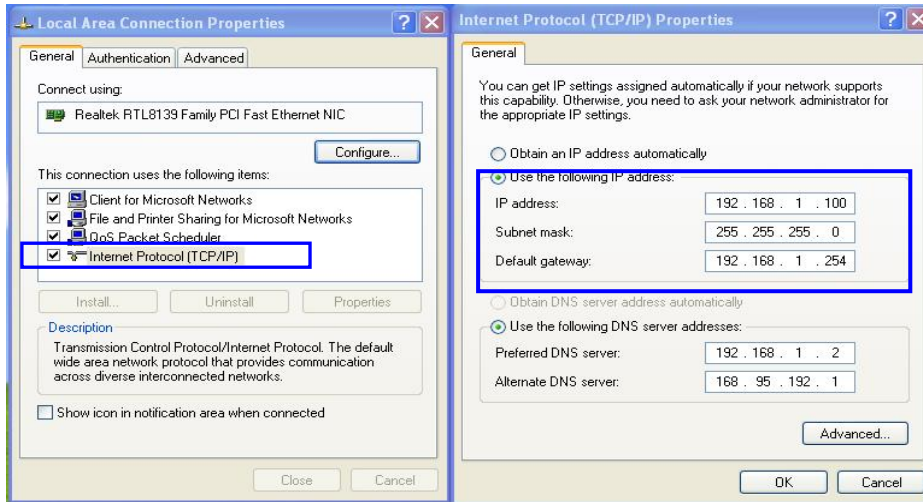 Local Area Connection Properties
General Authentication Advanced
Connect using:
Realtek RTL8139 Family PCI Fast Ethernet NIC
Configure...
This connection uses the following items:
Client for Microsoft Networks
File and Printer Sharing for Microsoft Networks
QoS Packet Scheduler
Internet Protocol (TCP/IP)
Install... Uninstall Properties
Description
Transmission Control Protocol/Internet Protocol. The default
wide area network protocol that provides communication
across diverse interconnected networks.
Show icon in notification area when connected
Close Cancel
Internet Protocol (TCP/IP) Properties
General
You can get IP settings assigned automatically if your network supports
this capability. Otherwise, you need to ask your network administrator for
the appropriate IP settings.
Obtain an IP address automatically
Use the following IP address:
IP address: 192 . 168 . 1 . 100
Subnet mask: 255 . 255 . 255 . 0
Default gateway: 192 . 168 . 1 . 254
Obtain DNS server address automatically
Use the following DNS server addresses:
Preferred DNS server: 192 . 168 . 1 . 2
Alternate DNS server: 168 . 95 . 192 . 1
Advanced...
OK Cancel